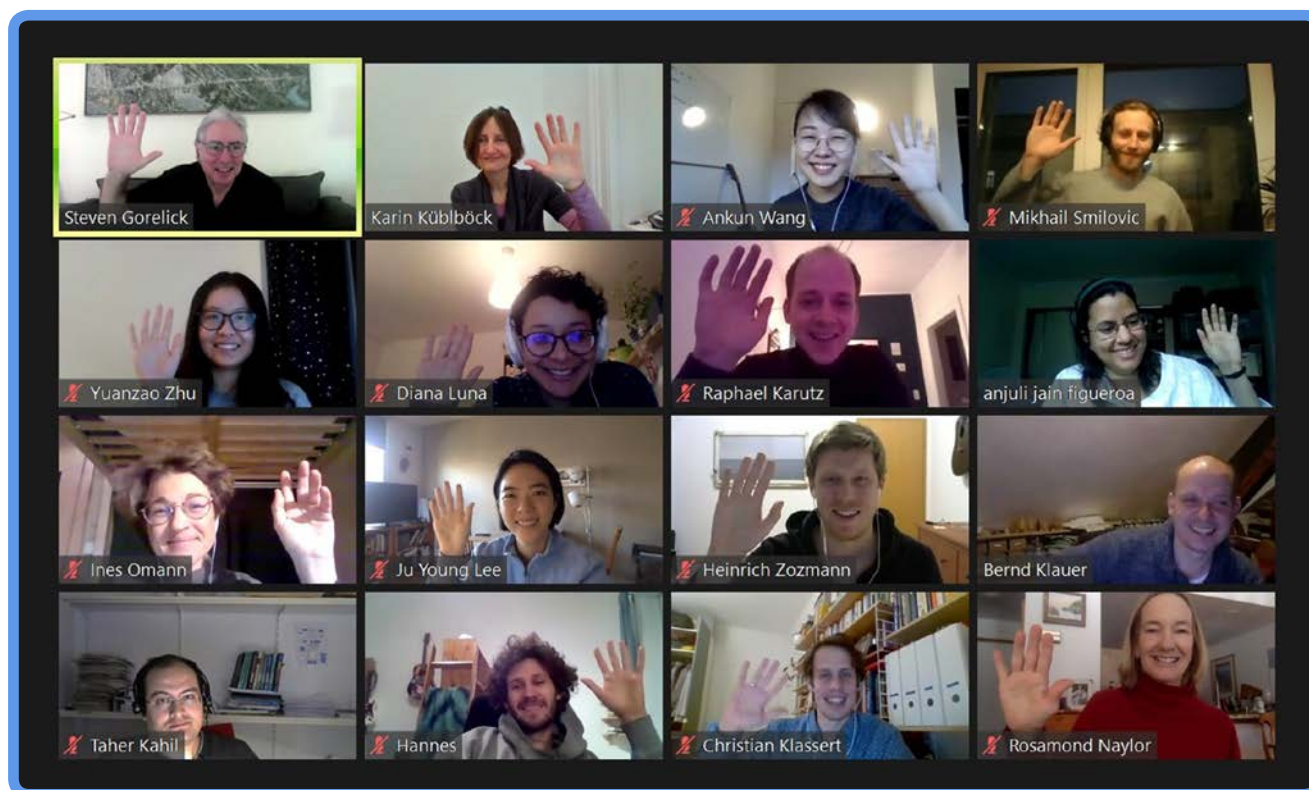 Steven Gorelick
Karin Küblböck
Ankun Wang
Mikhail Smilovic
Yuanzao Zhu
Diana Luna
Raphael Karutz
anjuli jain figueroa
Ines Omann
Ju Young Lee
Heinrich Zozmann
Bernd Klauer
Taher Kahil
Hannes
Christian Klassert
Rosamond Naylor